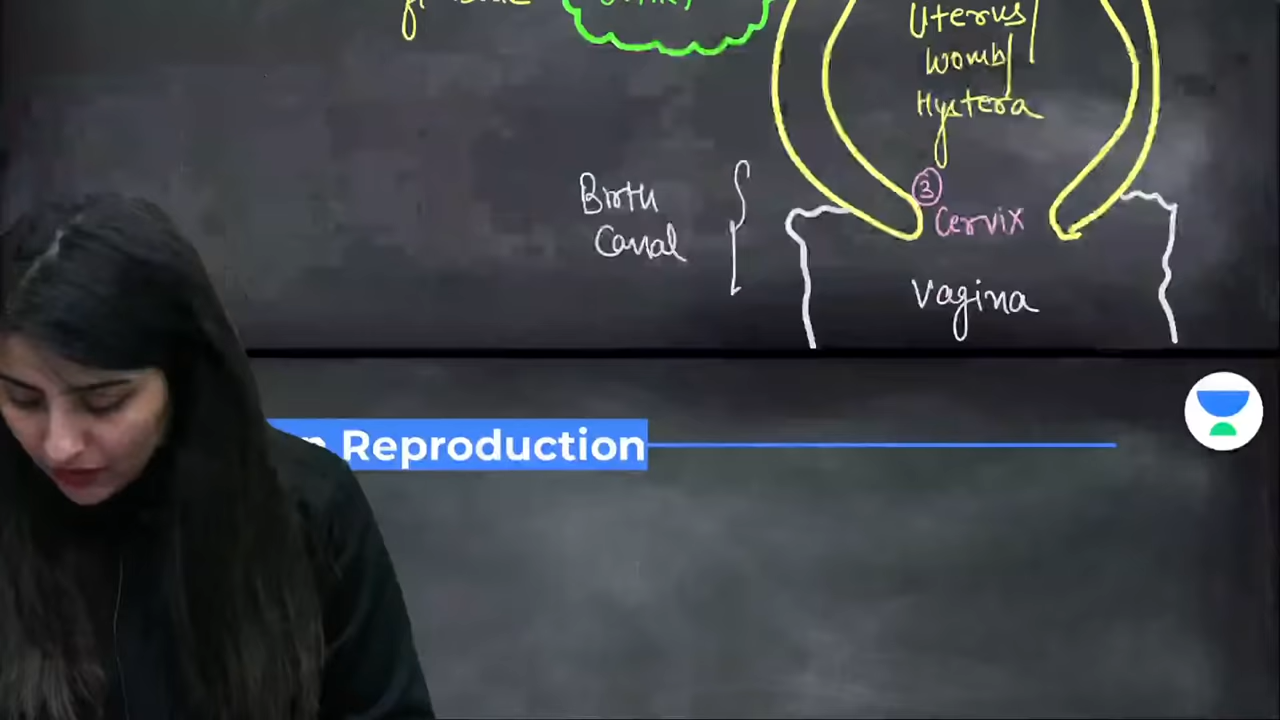 Uterus
Womb
Hystera
Birth
Canal
3
Cervix
Vagina
n Reproduction